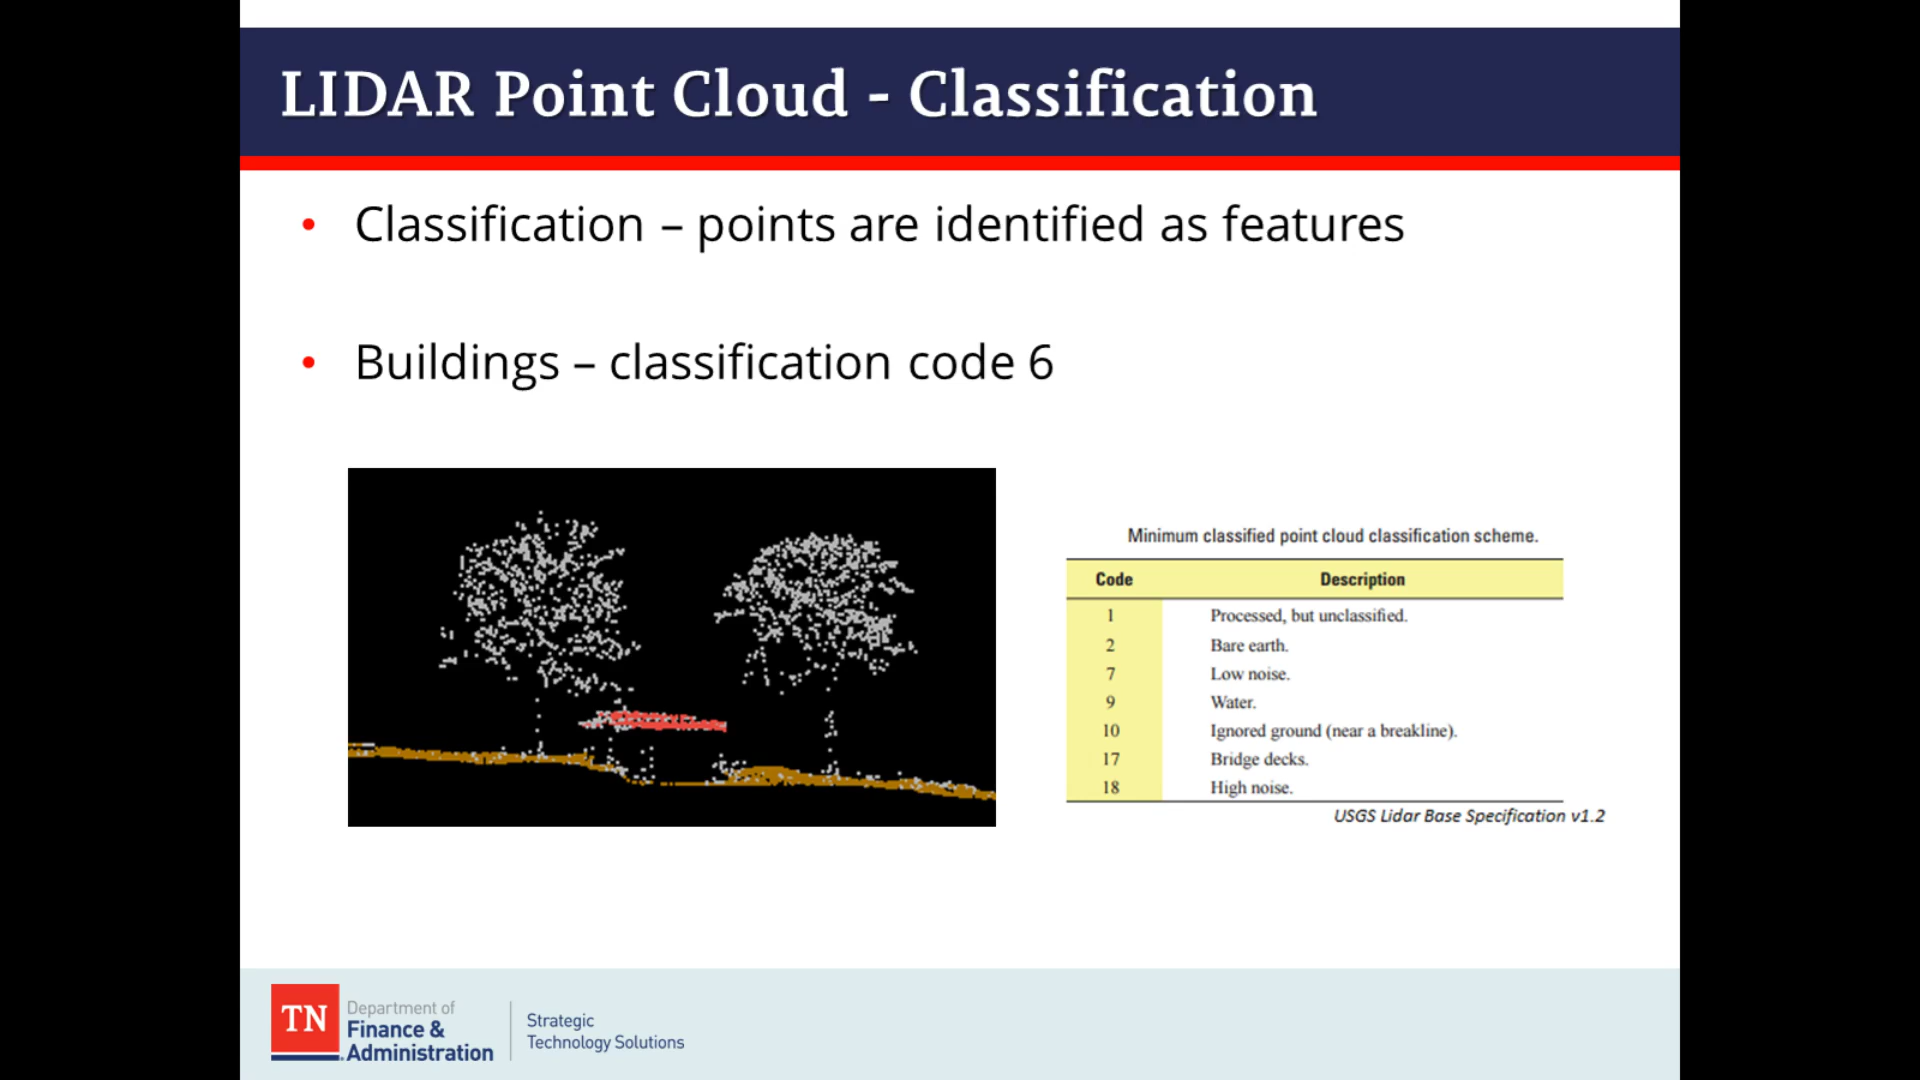 LIDAR Point Cloud - Classification
• Classification – points are identified as features
• Buildings – classification code 6
Minimum classified point cloud classification scheme.
Code Description
1 Processed, but unclassified.
2 Bare earth.
7 Low noise.
9 Water.
10 Ignored ground (near a breakline).
17 Bridge decks.
18 High noise.
USGS Lidar Base Specification v1.2
TN
Department of
Finance &
Administration
Strategic
Technology Solutions